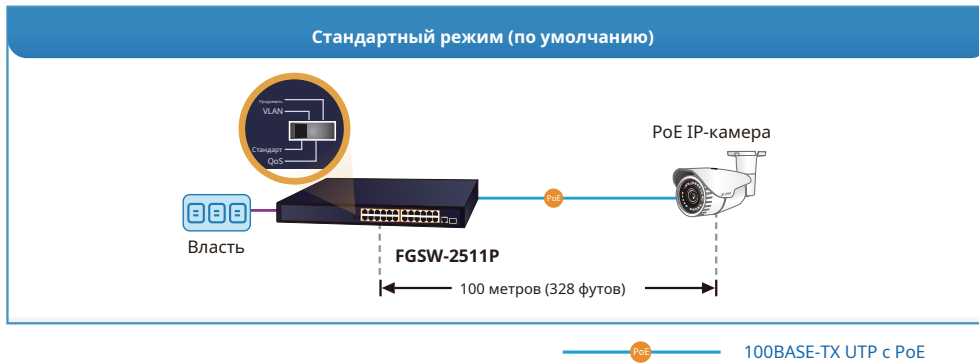 Стандартный режим (по умолчанию)
Продлевать
VLAN
Стандарт
QoS
PoE IP-камера
PoE
Власть
FGSW-2511P
100 метров (328 футов)
PoE
100BASE-TX UTP с PoE